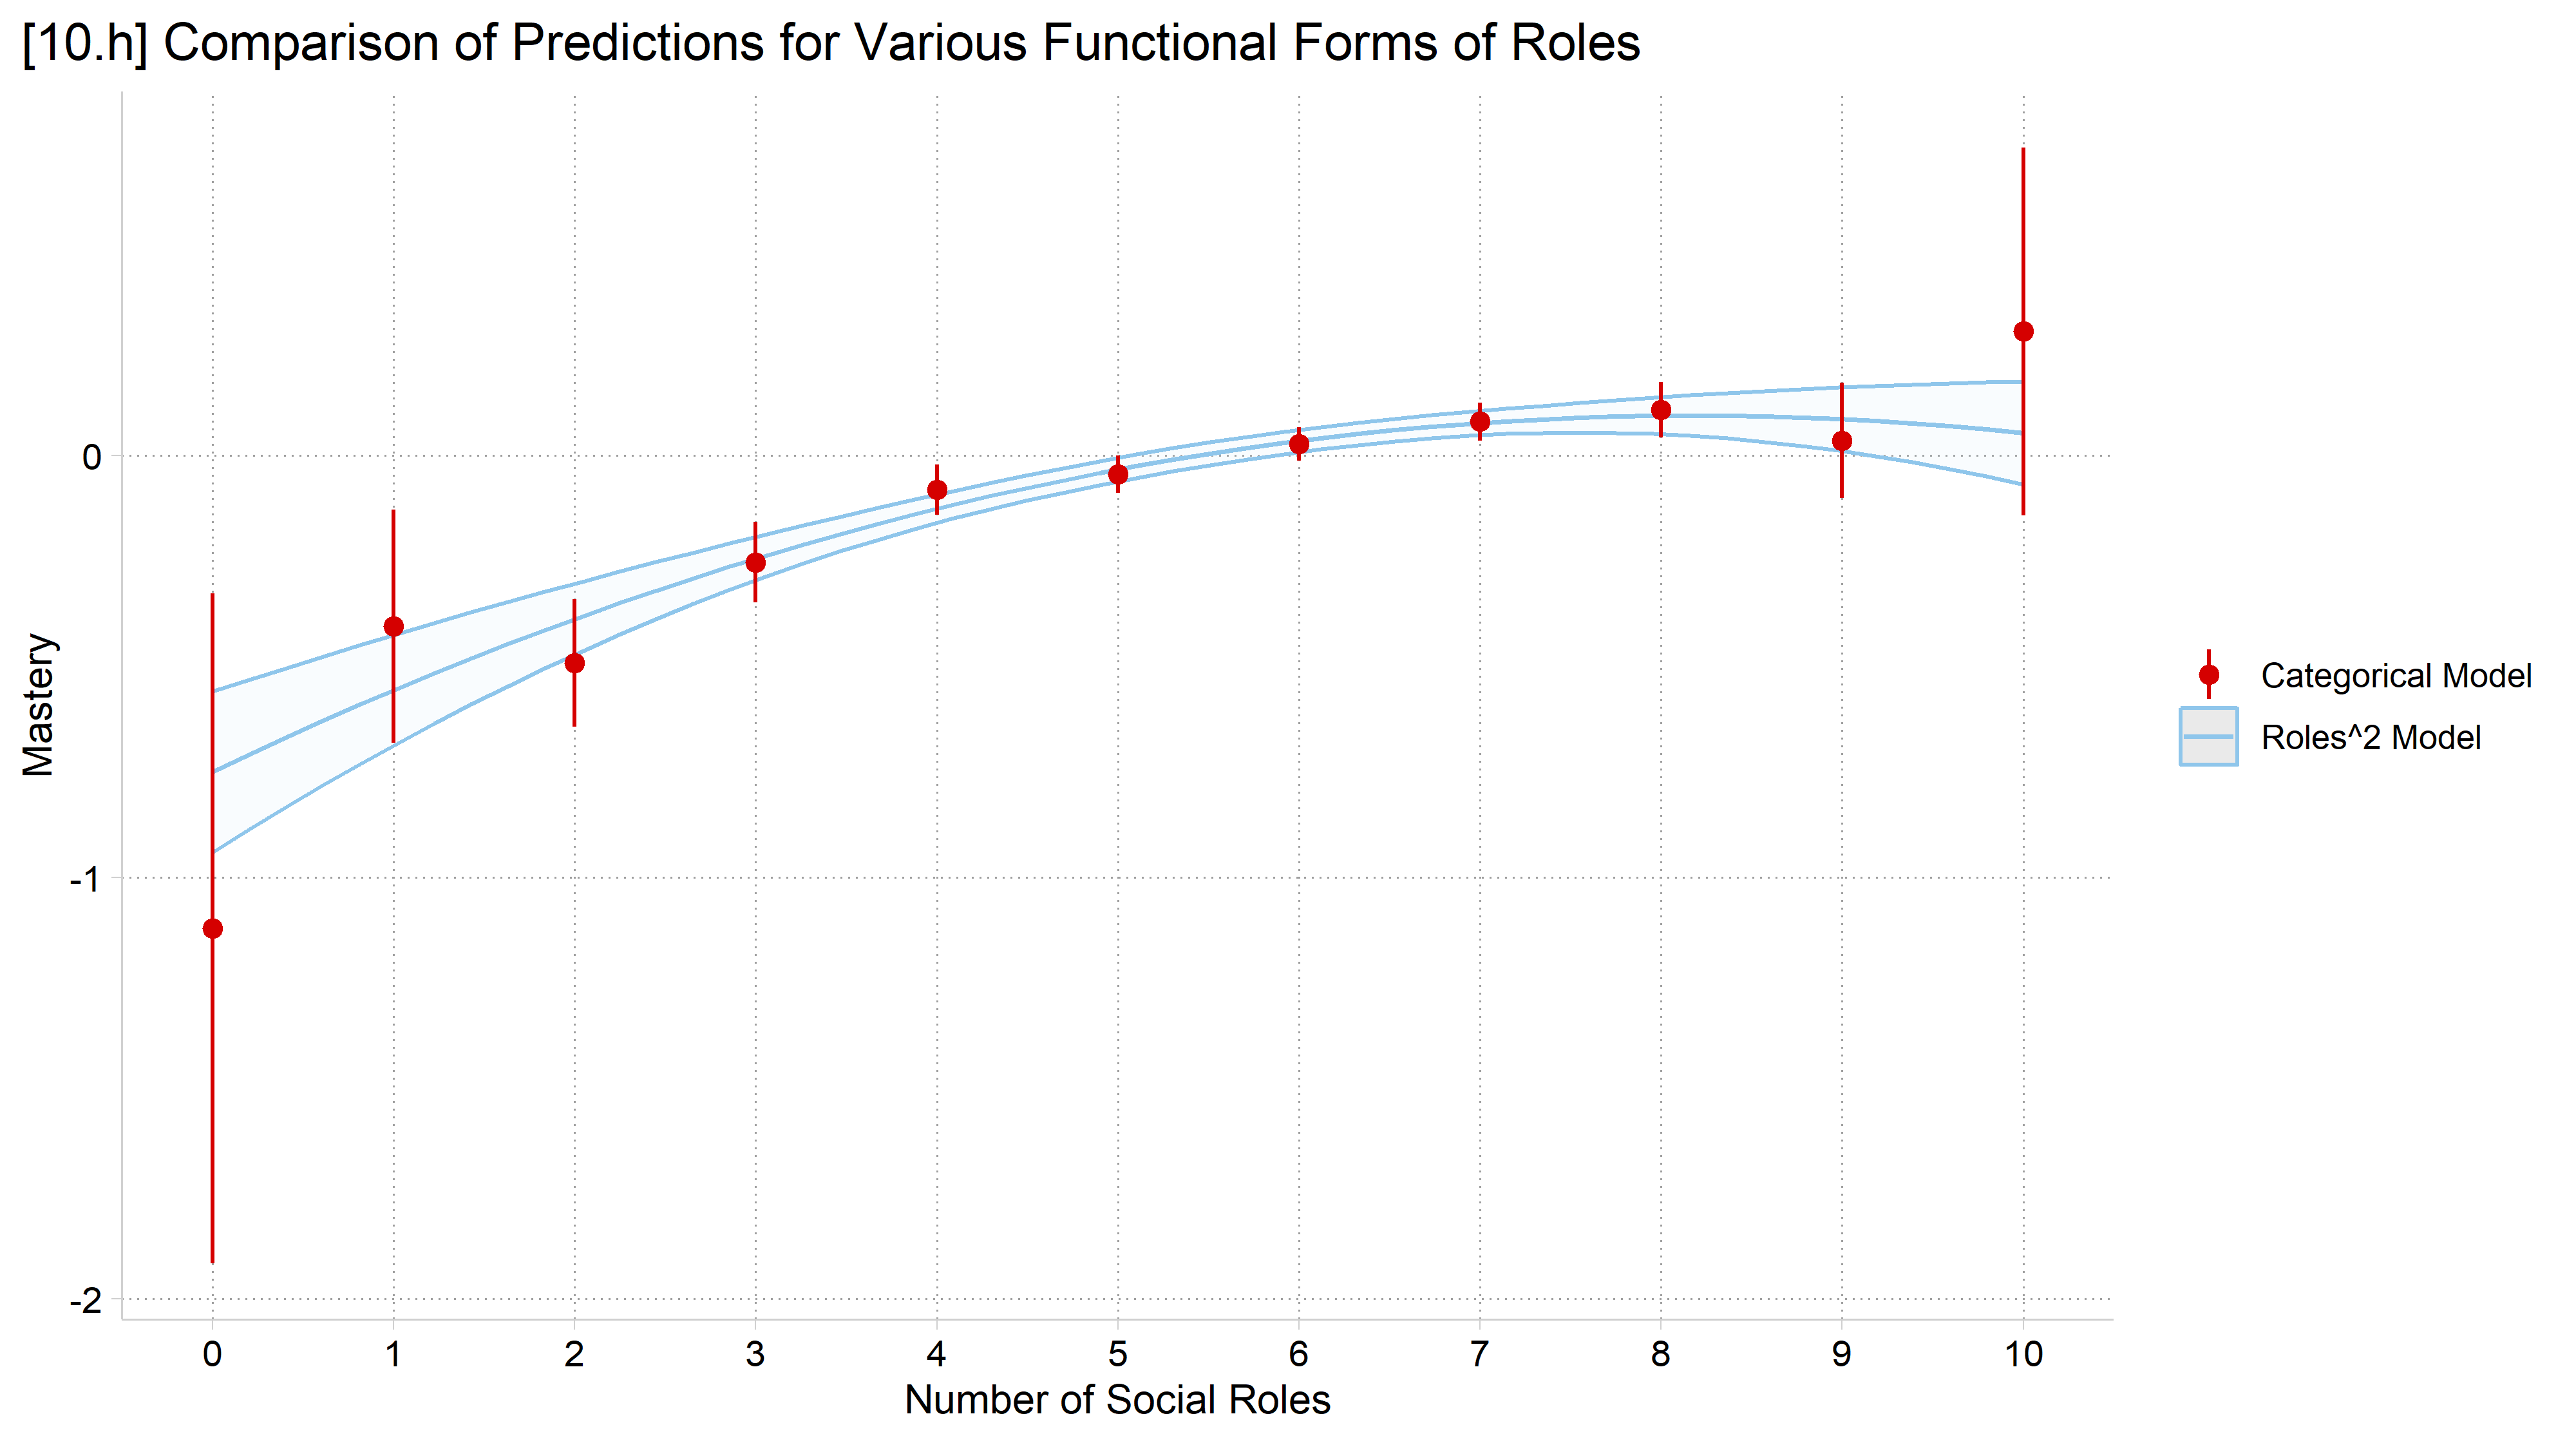 [10.h] Comparison of Predictions for Various Functional Forms of Roles
Mastery
0
-1
-2
0 1 2 3 4 5 6 7 8 9 10
Number of Social Roles
Categorical Model
Roles^2 Model